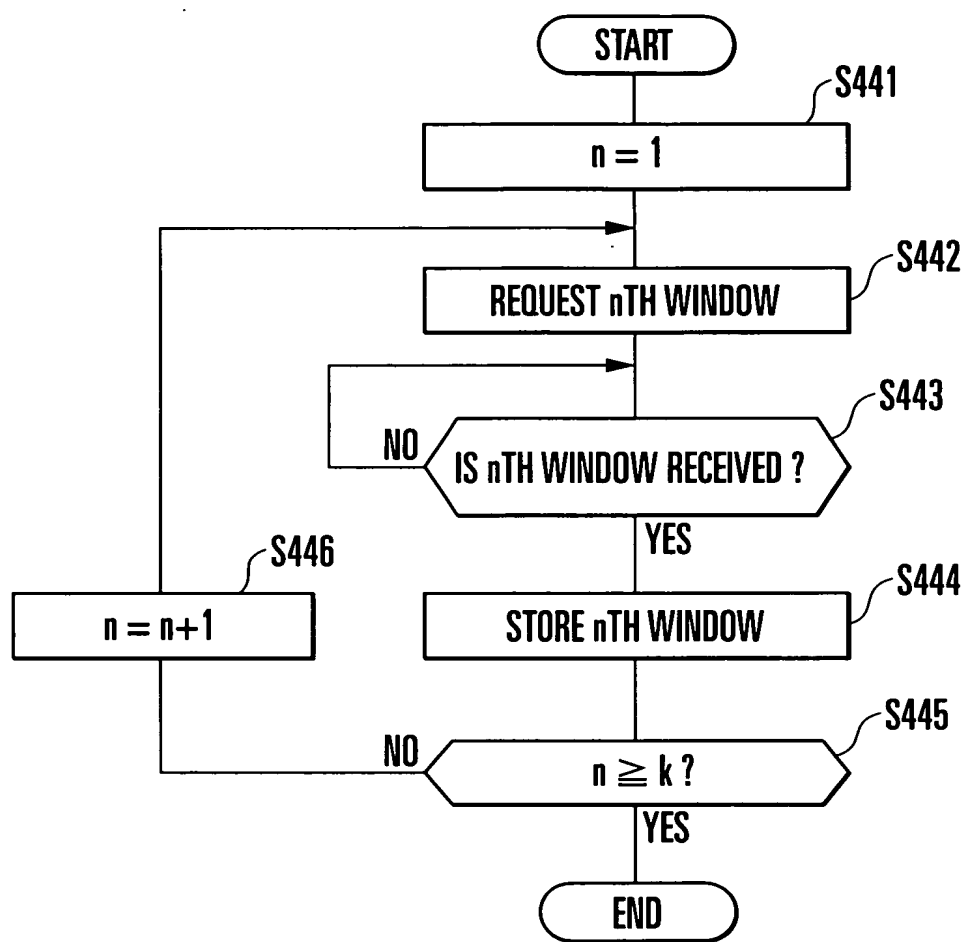 START
S441
n = 1
S442
REQUEST nTH WINDOW
S443
NO
IS nTH WINDOW RECEIVED ?
YES
S446
S444
n = n+1
STORE nTH WINDOW
S445
NO
n ≧ k ?
YES
END